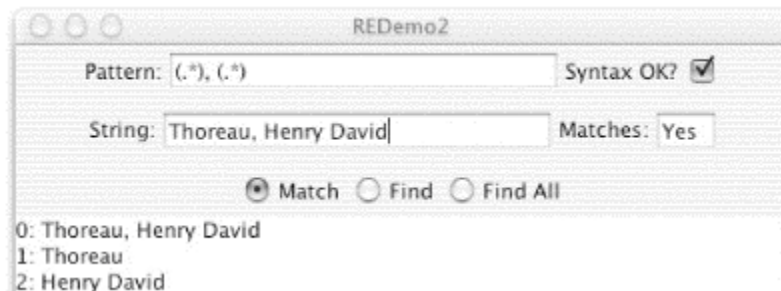 REDemo2
Pattern: (.*), (.*) Syntax OK?
String: Thoreau, Henry David Matches: Yes
Match Find Find All
0: Thoreau, Henry David
1: Thoreau
2: Henry David